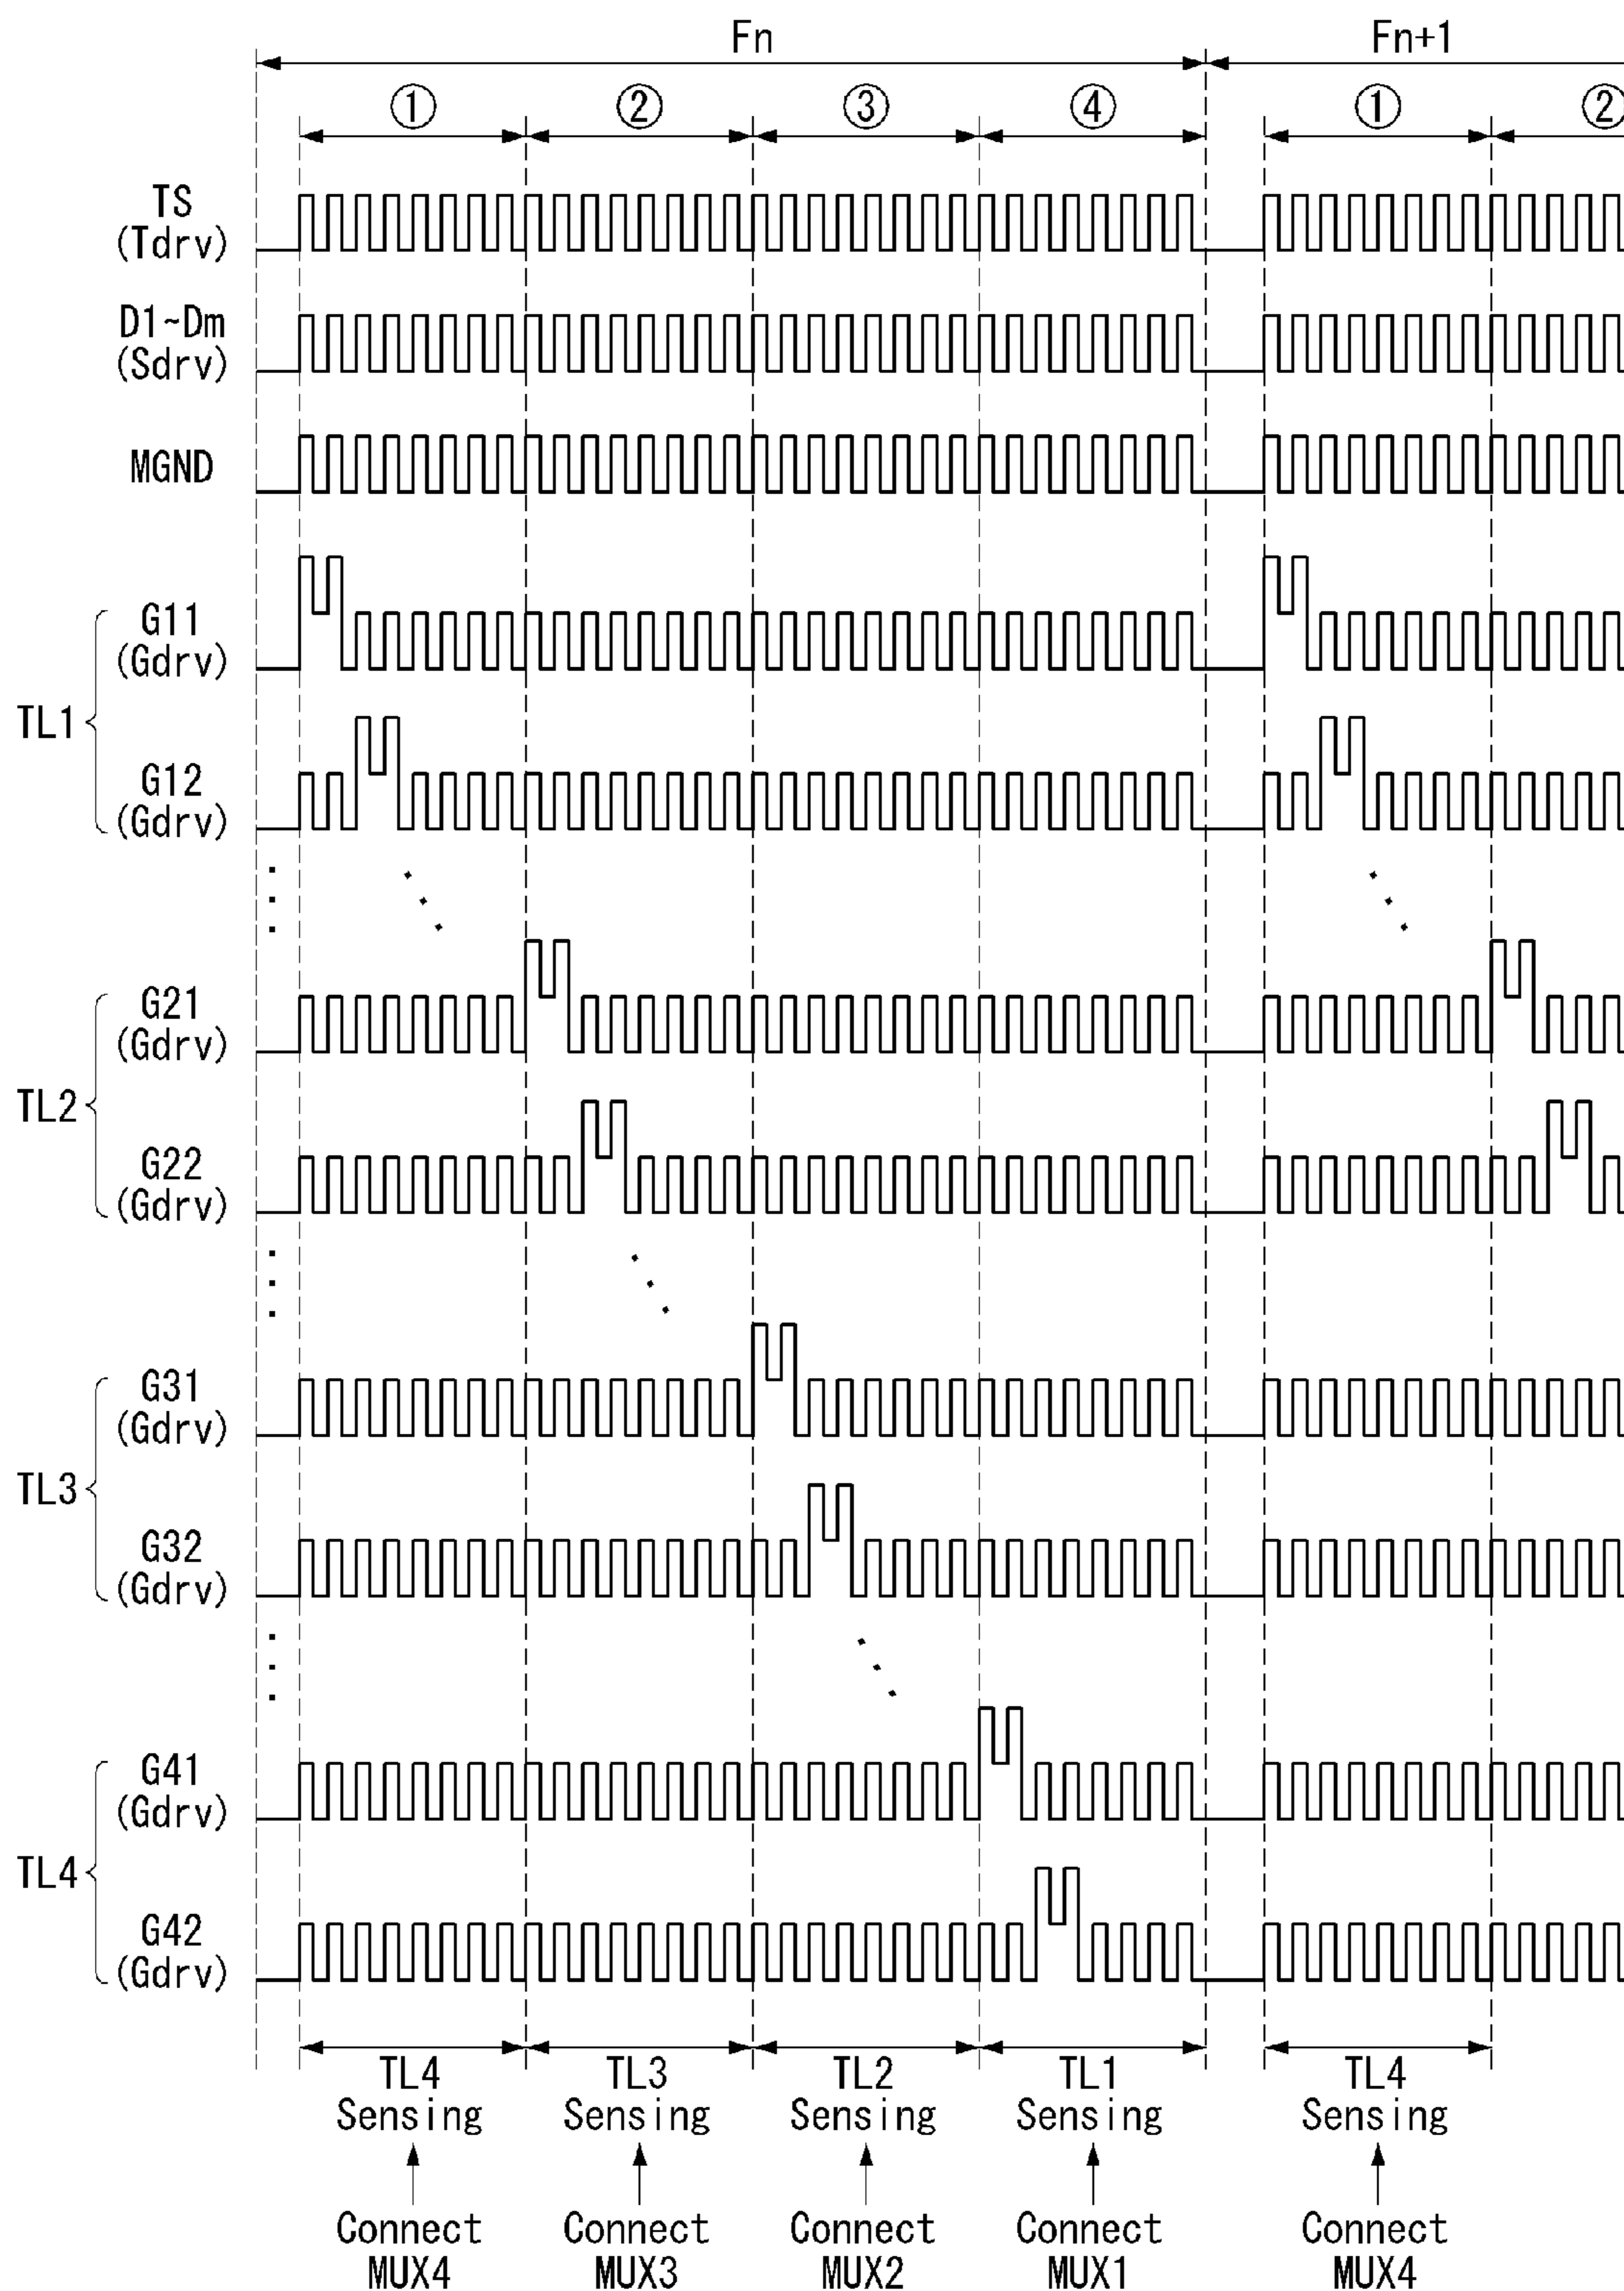 Fn
Fn+1
① ② ③ ④ ① ②
TS
(Tdrv)
D1~Dm
(Sdrv)
MGND
G11
(Gdrv)
TL1
G12
(Gdrv)
G21
(Gdrv)
TL2
G22
(Gdrv)
G31
(Gdrv)
TL3
G32
(Gdrv)
G41
(Gdrv)
TL4
G42
(Gdrv)
TL4 TL3 TL2 TL1 TL4
Sensing Sensing Sensing Sensing Sensing
Connect Connect Connect Connect Connect
MUX4 MUX3 MUX2 MUX1 MUX4